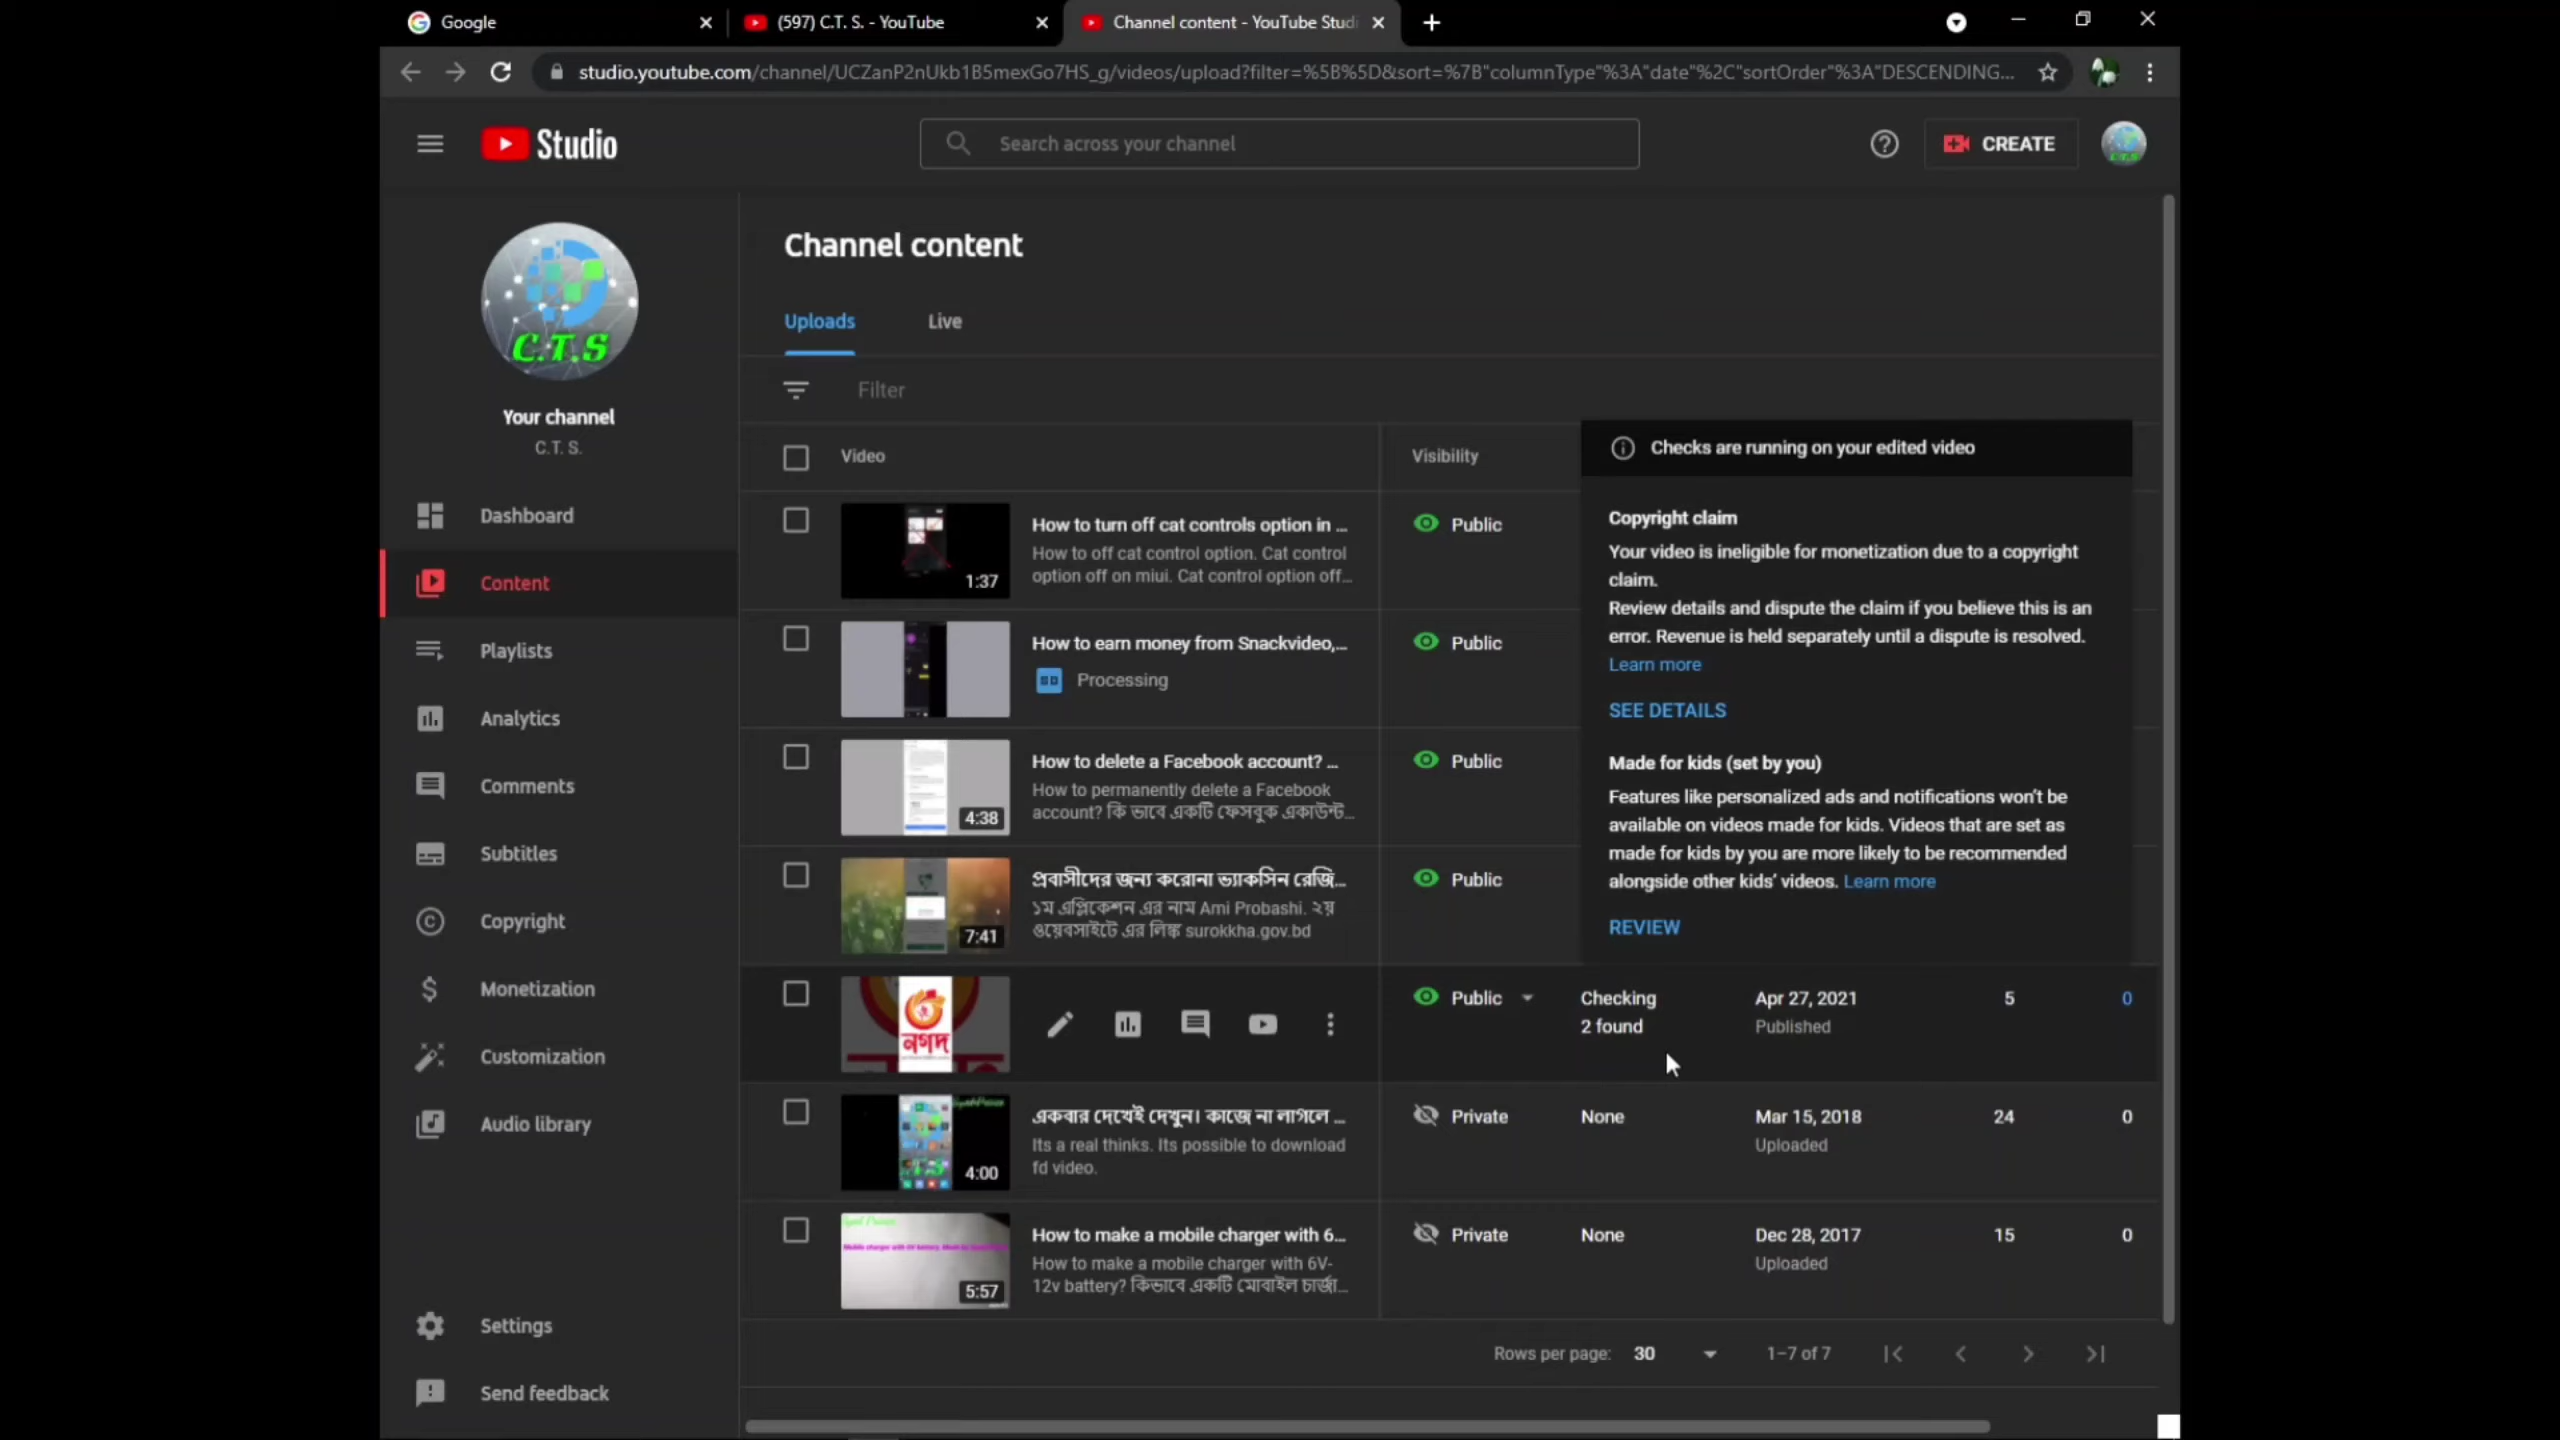 Google
(597) C.T. S. - YouTube
Channel content - YouTube Studi
studio.youtube.com/channel/UCZanP2nUkb1B5mexGo7HS_g/videos/upload?filter=%5B%5D&sort=%7B"columnType"%3A"date"%2C"sortOrder"%3A"DESCENDING...
Studio
Search across your channel
CREATE
C.T.S
Your channel
C.T. S.
Dashboard
Content
Playlists
Analytics
Comments
Subtitles
Copyright
Monetization
Customization
Audio library
Settings
Send feedback
Channel content
Uploads
Live
Filter
Video
Visibility
1:37
How to turn off cat controls option in ...
How to off cat control option. Cat control
option off on miui. Cat control option off...
Public
How to earn money from Snackvideo,...
Processing
Public
4:38
How to delete a Facebook account? ...
How to permanently delete a Facebook
account? কি ভাবে একটি ফেসবুক একাউন্ট...
Public
7:41
প্রবাসীদের জন্য করোনা ভ্যাকসিন রেজি...
১ম এপ্লিকেশন এর নাম Ami Probashi. ২য়
ওয়েবসাইটে এর লিঙ্ক surokkha.gov.bd
Public
Checks are running on your edited video
Copyright claim
Your video is ineligible for monetization due to a copyright
claim.
Review details and dispute the claim if you believe this is an
error. Revenue is held separately until a dispute is resolved.
Learn more
SEE DETAILS
Made for kids (set by you)
Features like personalized ads and notifications won't be
available on videos made for kids. Videos that are set as
made for kids by you are more likely to be recommended
alongside other kids' videos. Learn more
REVIEW
নগদ
Public
Checking
2 found
Apr 27, 2021
Published
5
0
4:00
একবার দেখেই দেখুন। কাজে না লাগলে ...
Its a real thinks. Its possible to download
fd video.
Private
None
Mar 15, 2018
Uploaded
24
0
5:57
How to make a mobile charger with 6...
How to make a mobile charger with 6V-
12v battery? কিভাবে একটি মোবাইল চার্জা...
Private
None
Dec 28, 2017
Uploaded
15
0
Rows per page: 30
1–7 of 7